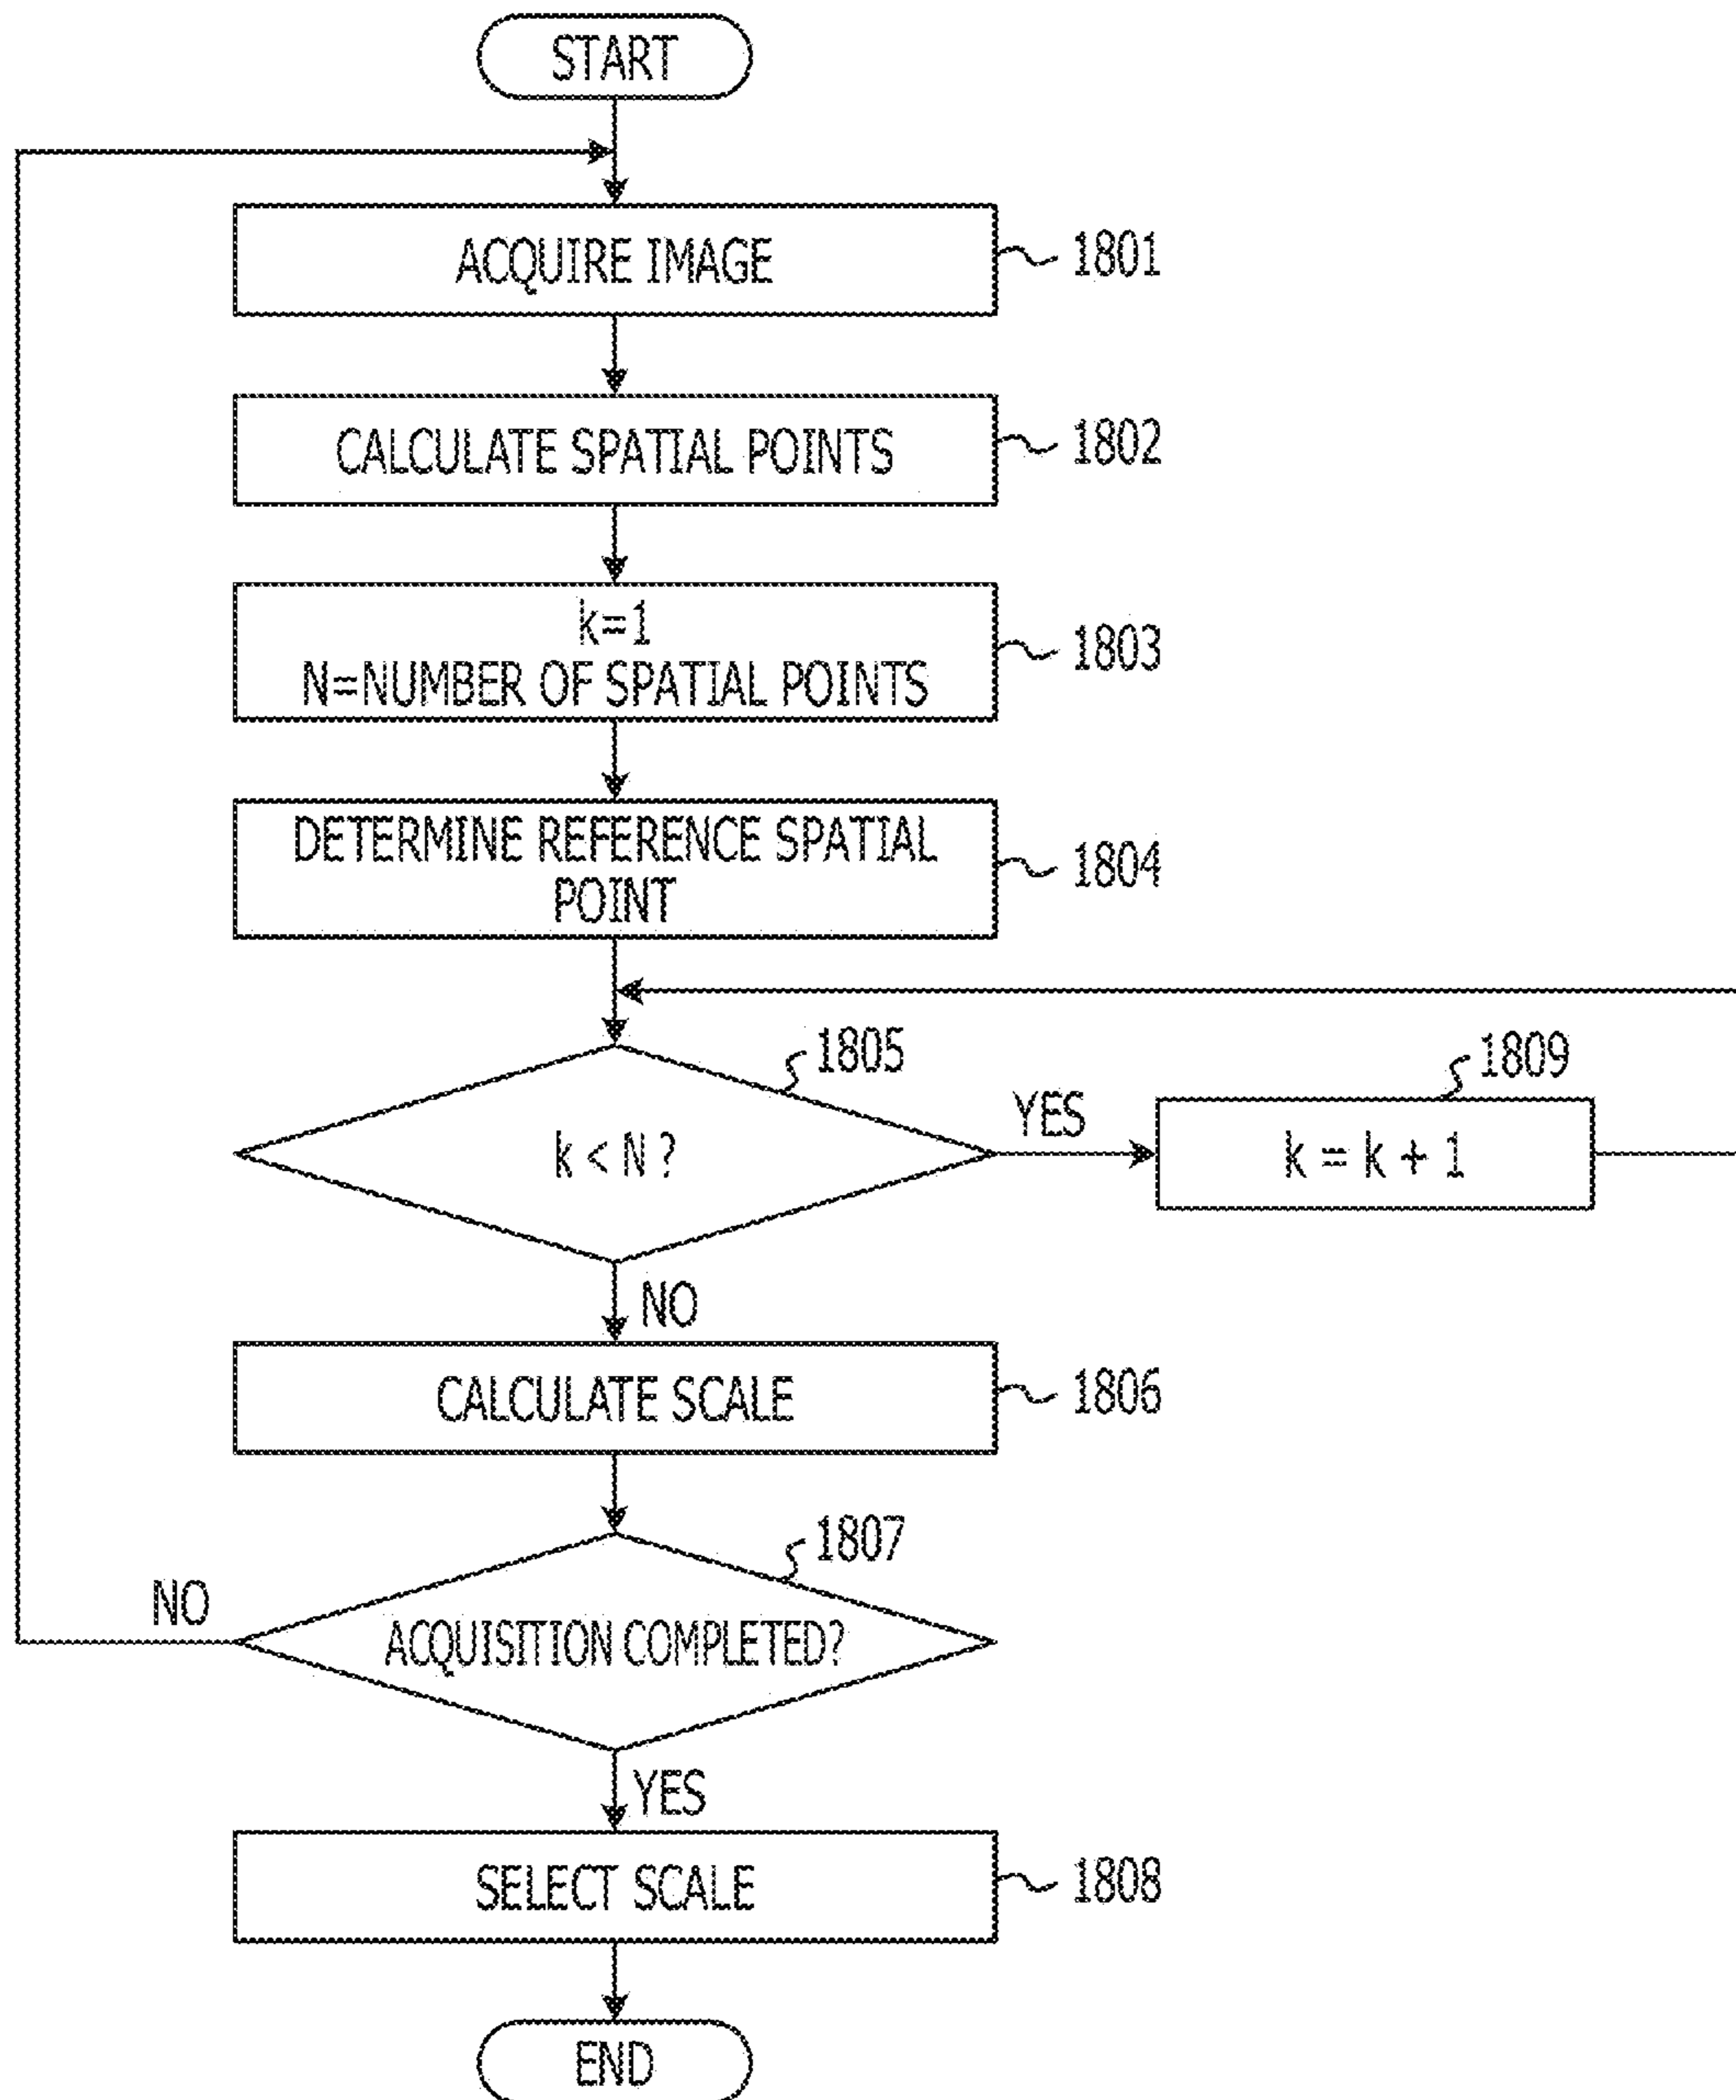 START
ACQUIRE IMAGE
1801
CALCULATE SPATIAL POINTS
1802
k=1
N=NUMBER OF SPATIAL POINTS
1803
DETERMINE REFERENCE SPATIAL
POINT
1804
1805
k < N ?
YES
1809
k = k + 1
NO
CALCULATE SCALE
1806
1807
NO
ACQUISITION COMPLETED?
YES
SELECT SCALE
1808
END